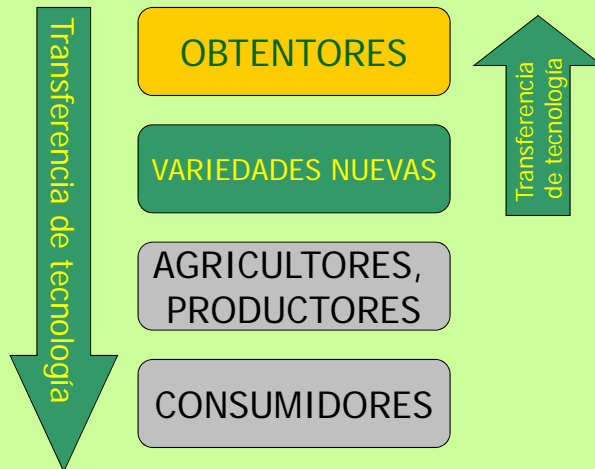 Transferencia de tecnología
OBTENTORES
VARIEDADES NUEVAS
AGRICULTORES,
PRODUCTORES
CONSUMIDORES
Transferencia
de tecnología